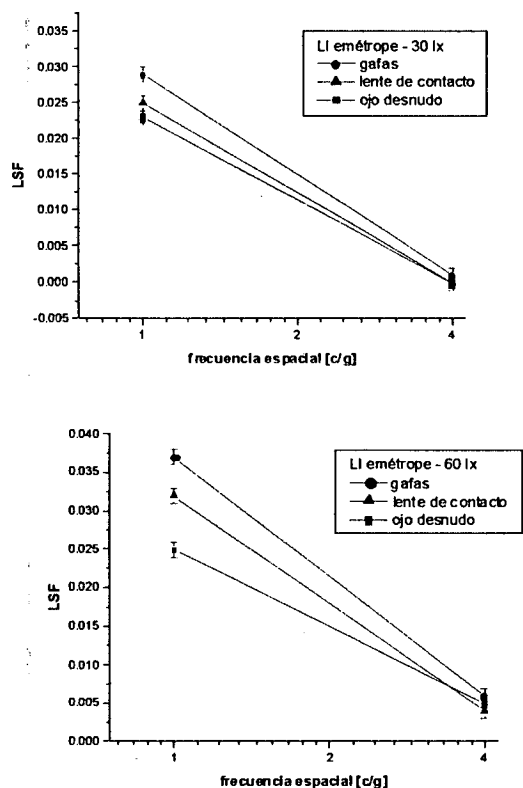 0.035
0.030
0.025
0.020
0.015
0.010
0.005
0.000
-0.005
LSF
LI emétrope - 30 lx
gafas
lente de contacto
ojo desnudo
1
2
4
frecuencia espacial [c/g]
0.040
0.035
0.030
0.025
0.020
0.015
0.010
0.005
0.000
LSF
LI emétrope - 60 lx
gafas
lente de contacto
ojo desnudo
1
2
4
frecuencia espacial [c/g]